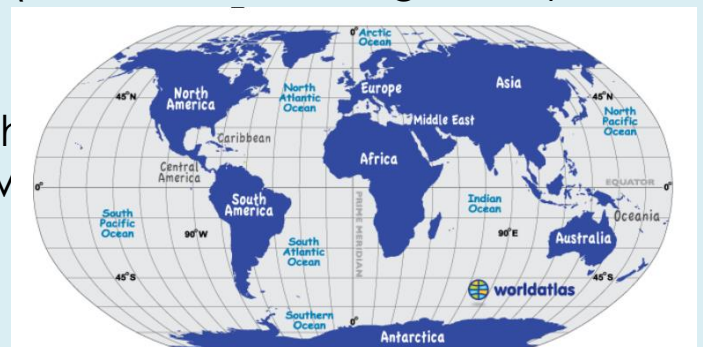 0°
Arctic
Ocean
45°N
North
America
North
Atlantic
Ocean
Europe
Asia
45°N
North
Pacific
Ocean
Middle East
Caribbean
Africa
Central
America
0°
EQUATOR
0°
South
America
Indian
Ocean
South
Pacific
Ocean
90°W
PRIME MERIDIAN
90°E
Oceania
Australia
South
Atlantic
Ocean
45°S
45°S
worldatlas
Southern
Ocean
0°
Antarctica